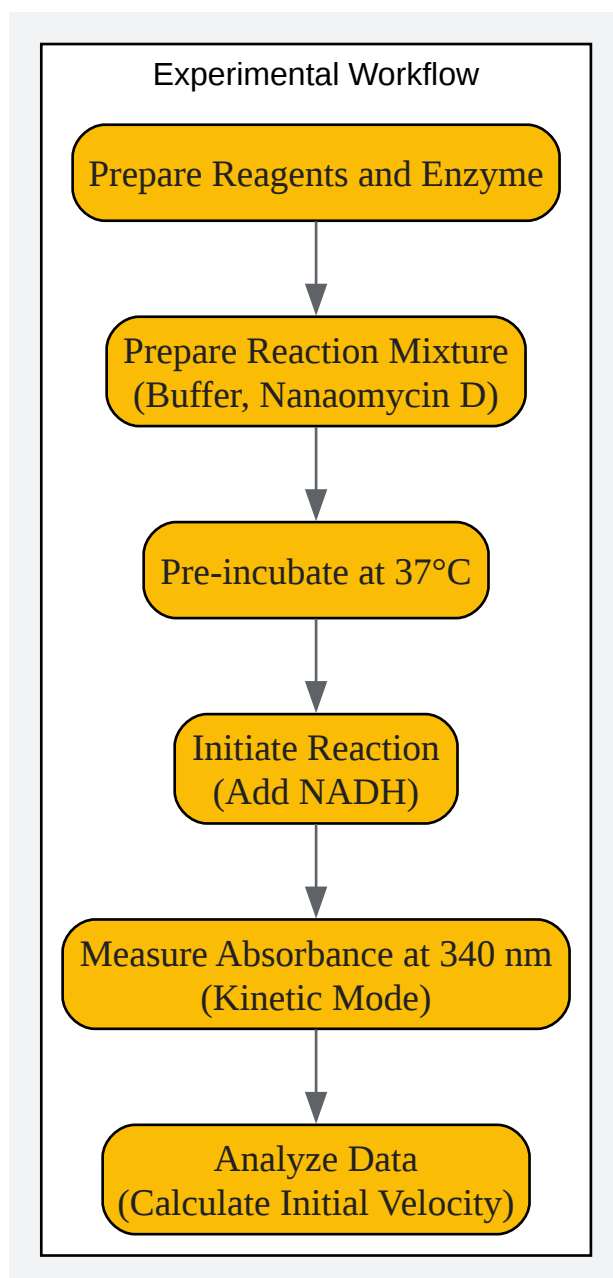 Experimental Workflow
Prepare Reagents and Enzyme
Prepare Reaction Mixture
(Buffer, Nanaomycin D)
Pre-incubate at 37°C
Initiate Reaction
(Add NADH)
Measure Absorbance at 340 nm
(Kinetic Mode)
Analyze Data
(Calculate Initial Velocity)